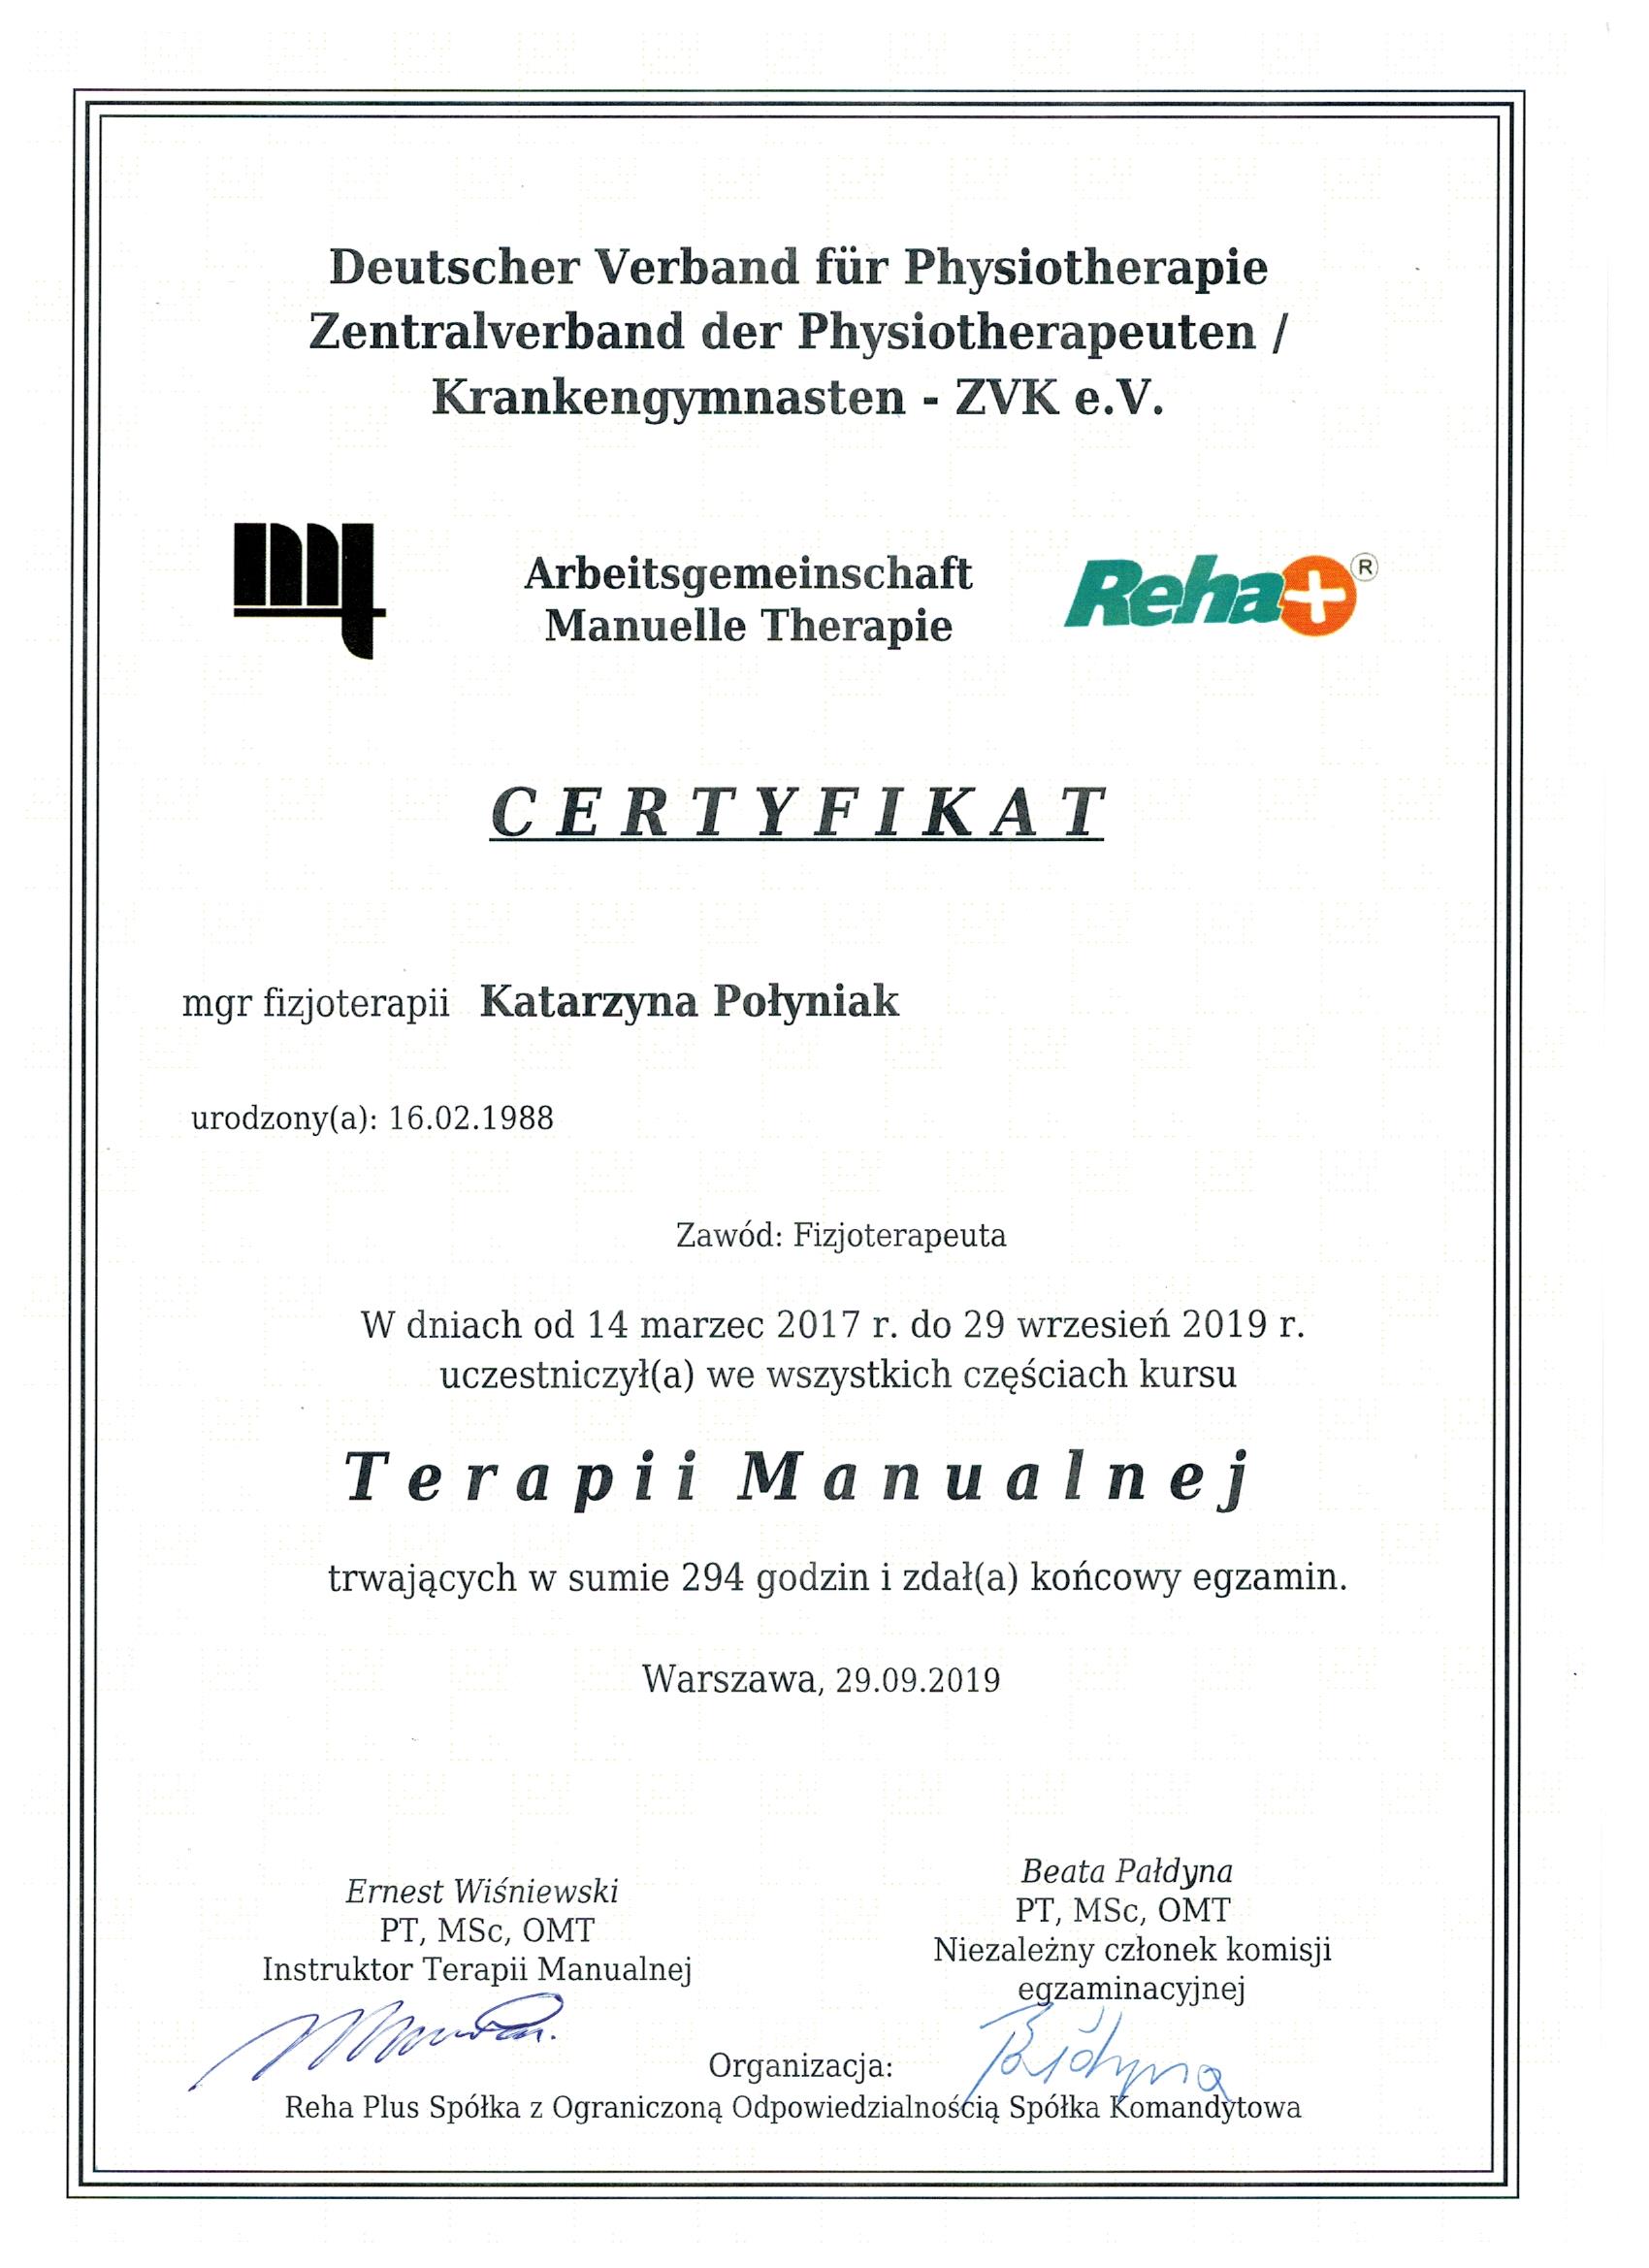 Deutscher Verband für Physiotherapie
Zentralverband der Physiotherapeuten /
Krankengymnasten - ZVK e.V.
mt
Arbeitsgemeinschaft
Manuelle Therapie
Reha+®
CERTYFIKAT
mgr fizjoterapii Katarzyna Połyniak
urodzony(a): 16.02.1988
Zawód: Fizjoterapeuta
W dniach od 14 marzec 2017 r. do 29 wrzesień 2019 r.
uczestniczył(a) we wszystkich częściach kursu
Terapii Manualnej
trwających w sumie 294 godzin i zdał(a) końcowy egzamin.
Warszawa, 29.09.2019
Ernest Wiśniewski
PT, MSc, OMT
Instruktor Terapii Manualnej
Beata Pałdyna
PT, MSc, OMT
Niezależny członek komisji
egzaminacyjnej
Pałdyna
Organizacja:
Reha Plus Spółka z Ograniczoną Odpowiedzialnością Spółka Komandytowa